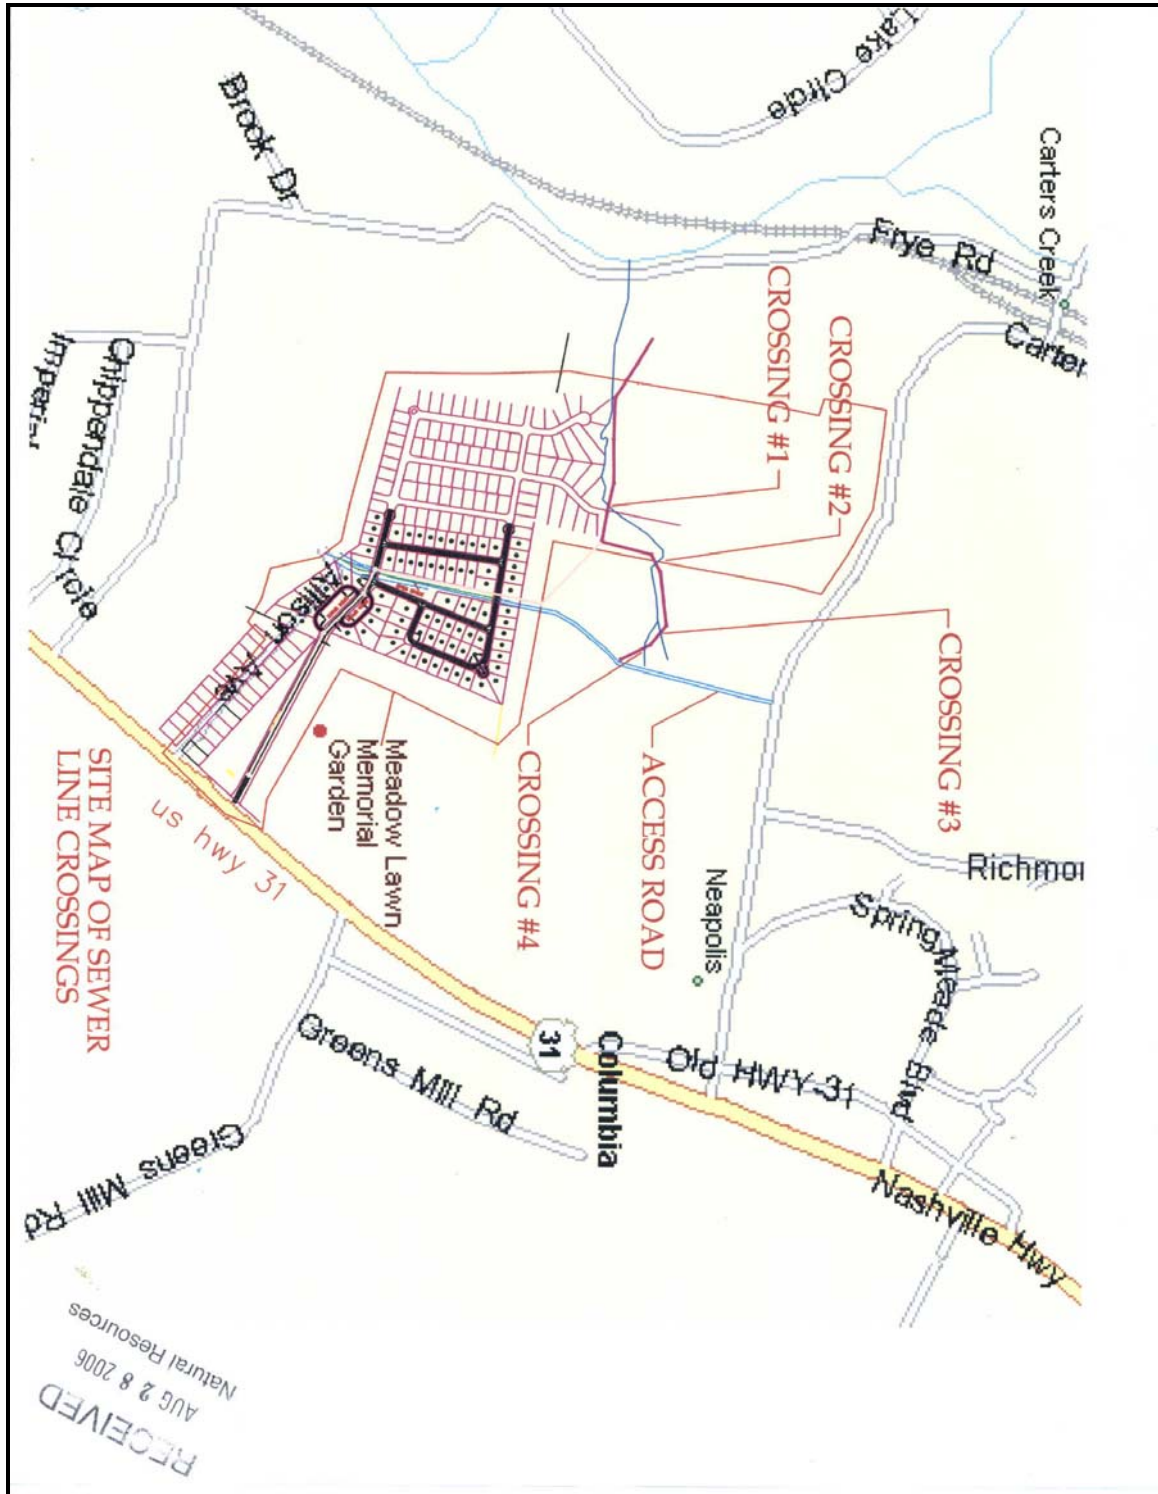 Lake Circle
Brook Dr
Carters Creek
Frye Rd
Carter
CROSSING #1
CROSSING #2
CROSSING #3
CROSSING #4
ACCESS ROAD
Chippendale Circle
Allison Ave
Meadow Lawn
Memorial
Garden
us hwy 31
SITE MAP OF SEWER
LINE CROSSINGS
Neapolis
Richmon
Spring Meade Blvd
Old HWY 31
31
Columbia
Nashville Hwy
Greens Mill Rd
Greens Mill Rd
RECEIVED
AUG 28 2006
Natural Resources